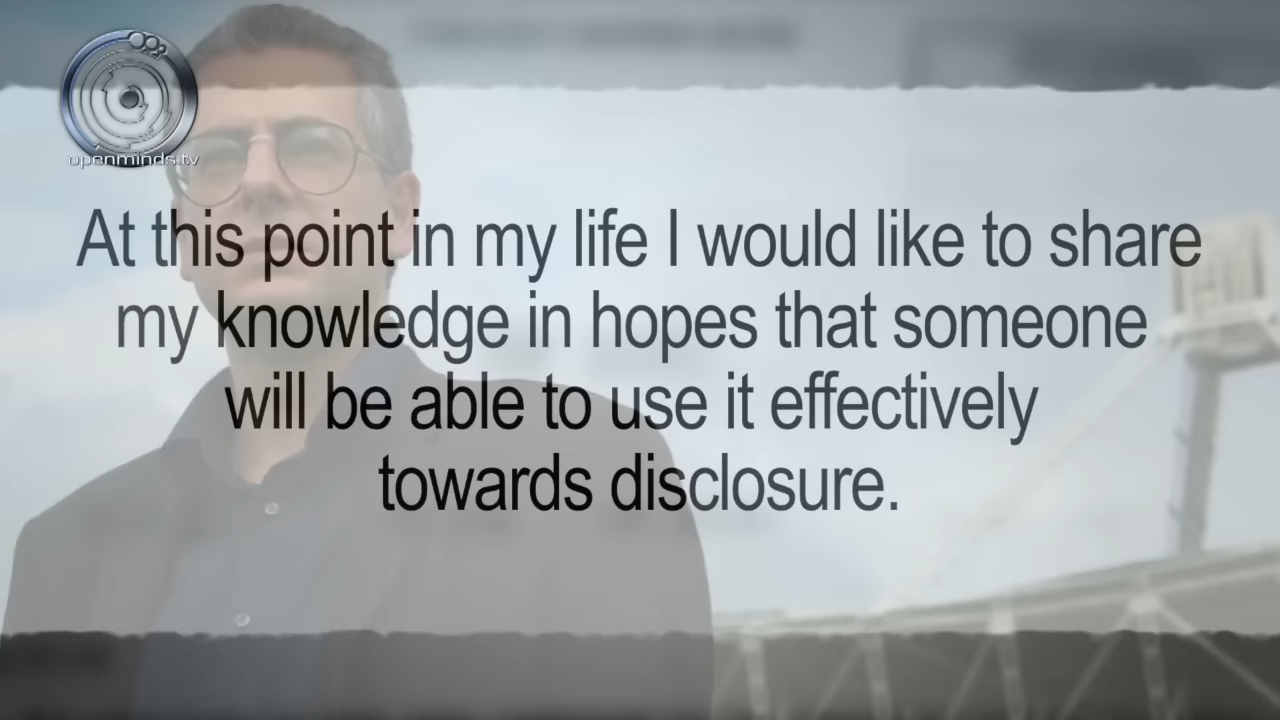 openminds.tv
At this point in my life I would like to share
my knowledge in hopes that someone
will be able to use it effectively
towards disclosure.